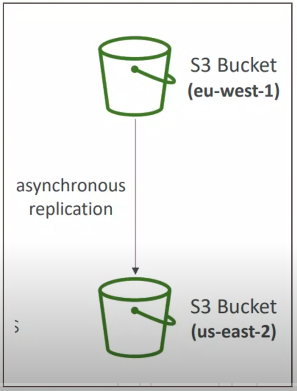 S3 Bucket
(eu-west-1)
asynchronous
replication
S3 Bucket
(us-east-2)
s